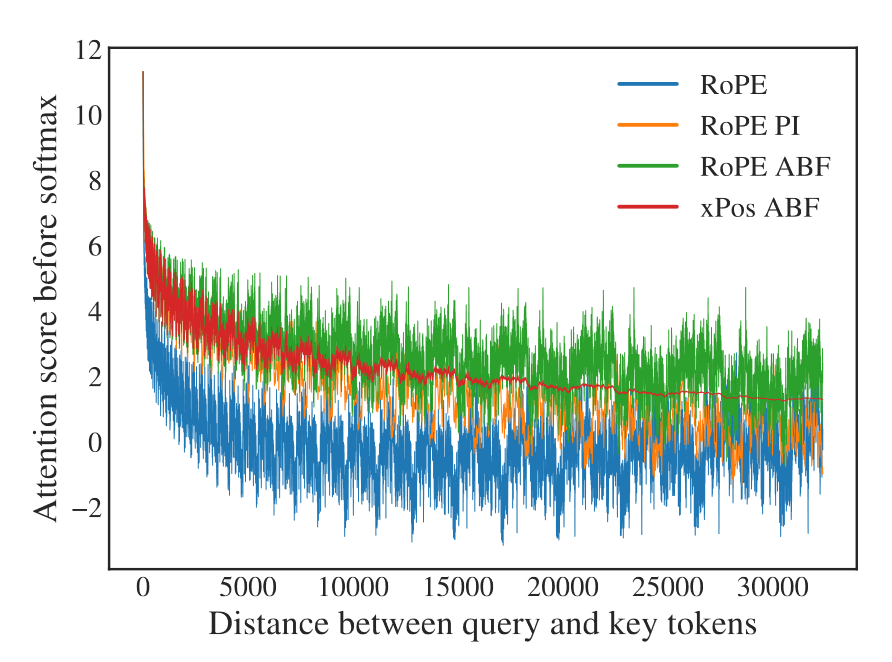 12
10
8
6
4
2
0
−2
Attention score before softmax
RoPE
RoPE PI
RoPE ABF
xPos ABF
0 5000 10000 15000 20000 25000 30000
Distance between query and key tokens